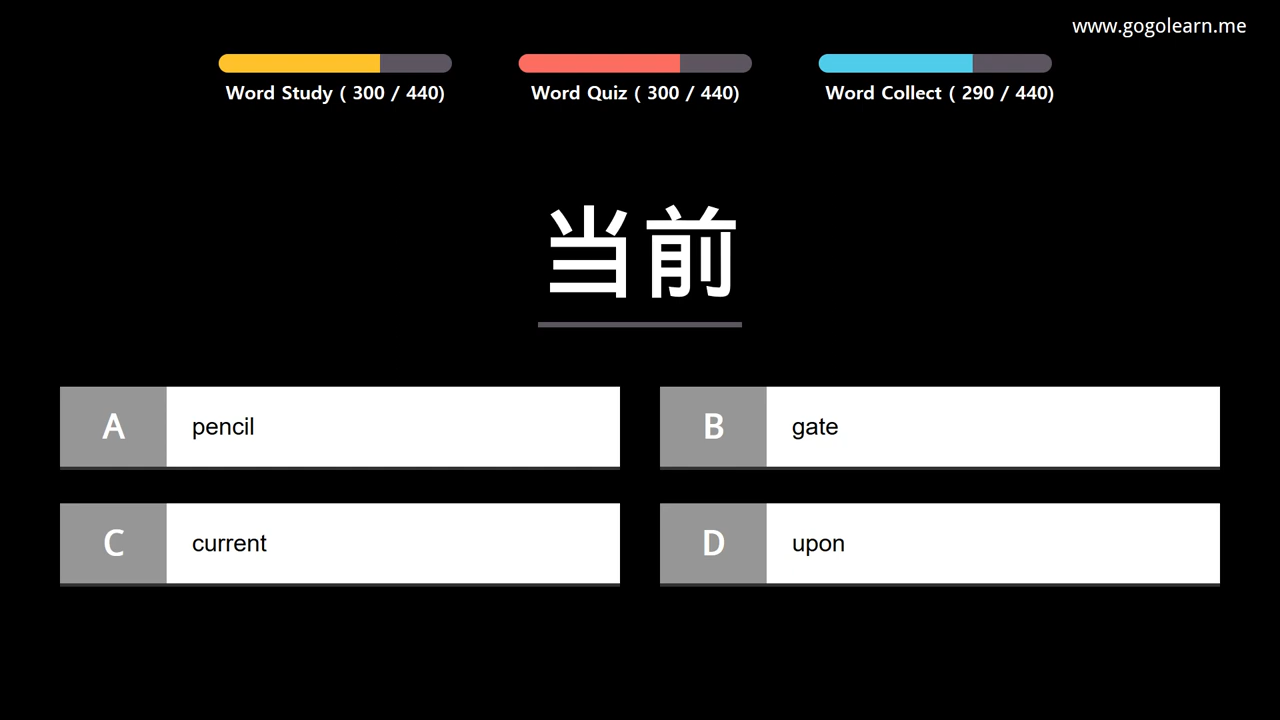 www.gogolearn.me
Word Study ( 300 / 440)
Word Quiz ( 300 / 440)
Word Collect ( 290 / 440)
当前
A pencil
B gate
C current
D upon